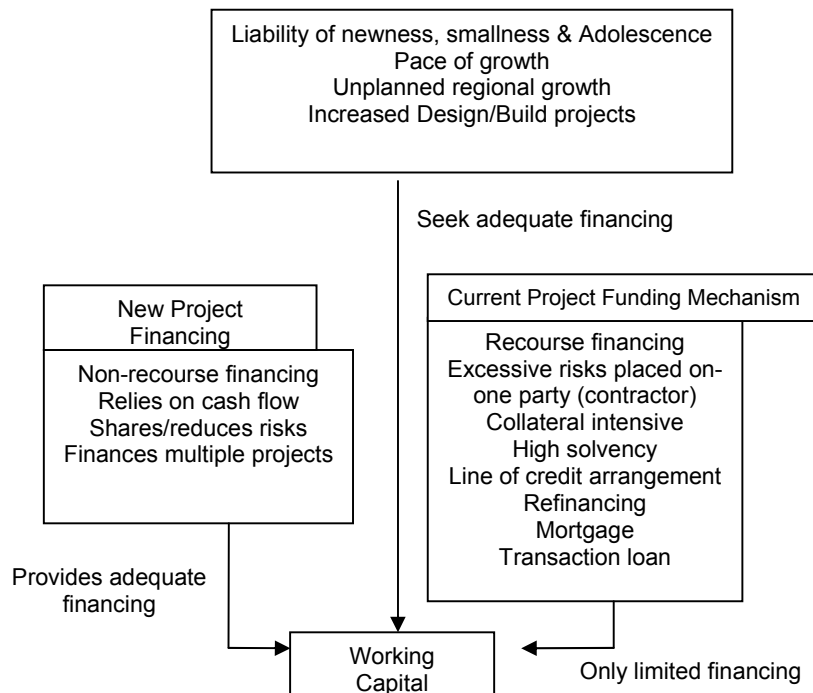 Liability of newness, smallness & Adolescence
Pace of growth
Unplanned regional growth
Increased Design/Build projects
Seek adequate financing
New Project
Financing
Non-recourse financing
Relies on cash flow
Shares/reduces risks
Finances multiple projects
Current Project Funding Mechanism
Recourse financing
Excessive risks placed on-
one party (contractor)
Collateral intensive
High solvency
Line of credit arrangement
Refinancing
Mortgage
Transaction loan
Provides adequate
financing
Working
Capital
Only limited financing